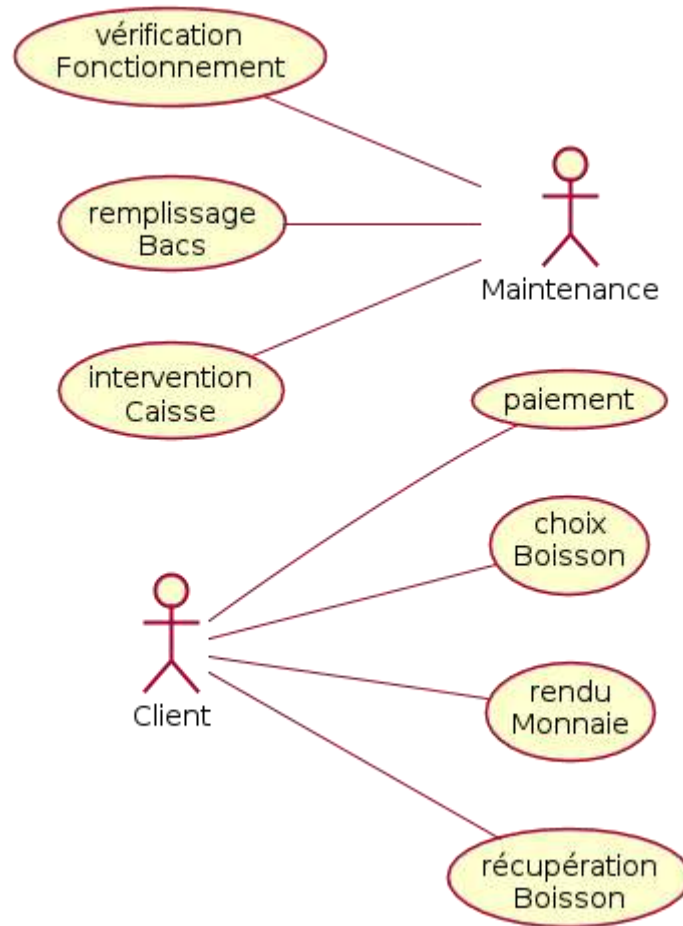 vérification
Fonctionnement
remplissage
Bacs
Maintenance
intervention
Caisse
paiement
choix
Boisson
Client
rendu
Monnaie
récupération
Boisson